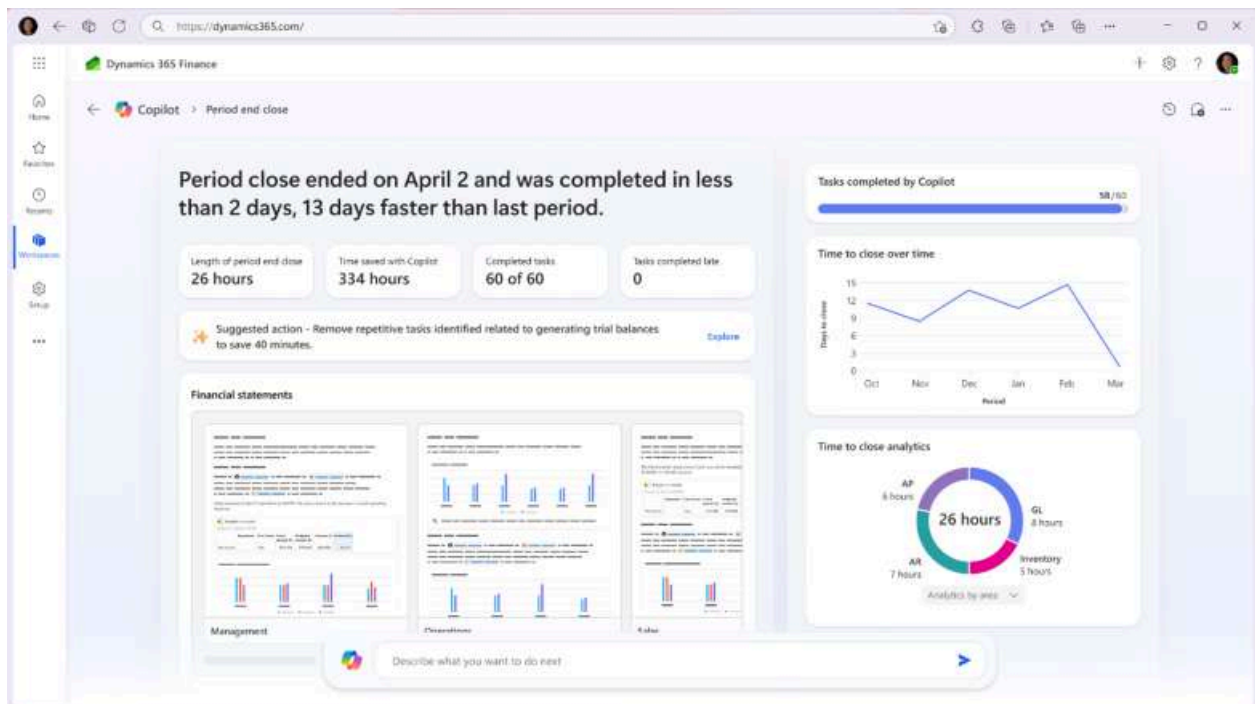 https://dynamics365.com/
Dynamics 365 Finance
Copilot > Period end close
Home
Favorites
Recents
Workspaces
Setup
Period close ended on April 2 and was completed in less
than 2 days, 13 days faster than last period.
Length of period end close
26 hours
Time saved with Copilot
334 hours
Completed tasks
60 of 60
Tasks completed late
0
Suggested action - Remove repetitive tasks identified related to generating trial balances
to save 40 minutes.
Explore
Financial statements
Management
Operations
Sales
Describe what you want to do next
Tasks completed by Copilot
58/60
Time to close over time
Days to close
15
12
9
6
3
0
Oct Nov Dec Jan Feb Mar
Period
Time to close analytics
AP
6 hours
26 hours
GL
8 hours
AR
7 hours
Inventory
5 hours
Analytics by area